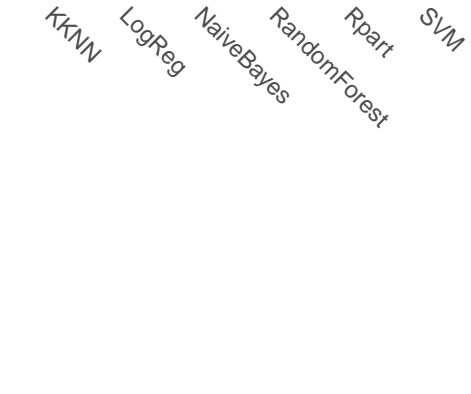 KKNN
LogReg
NaiveBayes
RandomForest
Rpart
SVM